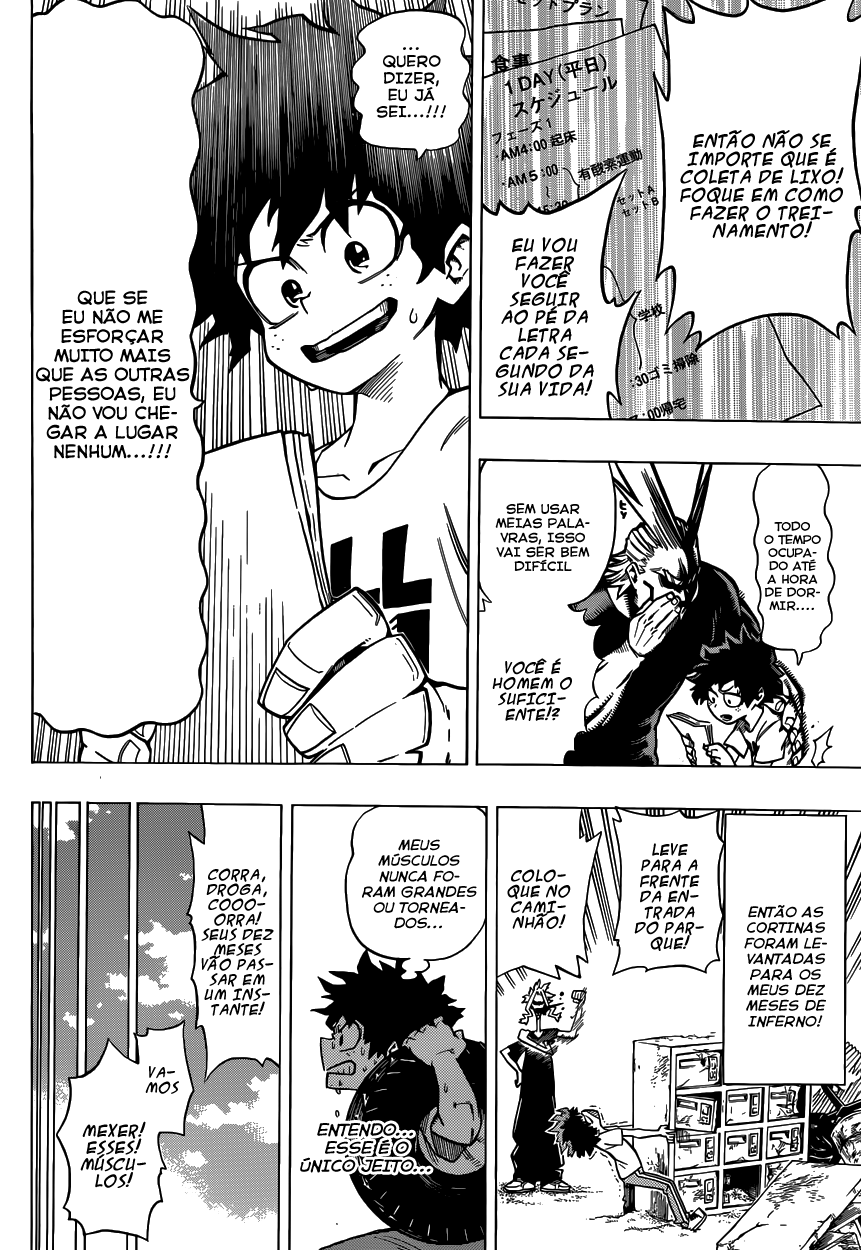 セットプラン
食事
1 DAY (平日)
スケジュール
フェーズ1
・AM4:00 起床
・AM5:00
有酸素運動
~
セットA
セットB
学校
:30ゴミ掃除
:00帰宅
ENTÃO NÃO SE
IMPORTE QUE É
COLETA DE LIXO!
FOQUE EM COMO
FAZER O TREI-
NAMENTO!
EU VOU
FAZER
VOCÊ
SEGUIR
AO PÉ DA
LETRA
CADA SE-
GUNDO DA
SUA VIDA!
...
QUERO
DIZER,
EU JÁ
SEI...!!!
QUE SE
EU NÃO ME
ESFORÇAR
MUITO MAIS
QUE AS OUTRAS
PESSOAS, EU
NÃO VOU CHE-
GAR A LUGAR
NENHUM...!!!
TODO
O TEMPO
OCUPA-
DO ATÉ
A HORA
DE DOR-
MIR....
SEM USAR
MEIAS PALA-
VRAS, ISSO
VAI SER BEM
DIFÍCIL
VOCÊ É
HOMEM O
SUFICI-
ENTE!?
ENTÃO AS
CORTINAS
FORAM LE-
VANTADAS
PARA OS
MEUS DEZ
MESES DE
INFERNO!
LEVE
PARA A
FRENTE
DA EN-
TRADA
DO PAR-
QUE!
COLO-
QUE NO
CAMI-
NHÃO!
MEUS
MÚSCULOS
NUNCA FO-
RAM GRANDES
OU TORNEA-
DOS...
ENTENDO...
ESSE É O
ÚNICO JEITO...
CORRA,
DROGA,
COOO-
ORRA!
SEUS DEZ
MESES
VÃO PAS-
SAR EM
UM INS-
TANTE!
VA-
MOS
MEXER!
ESSES!
MÚSCU-
LOS!